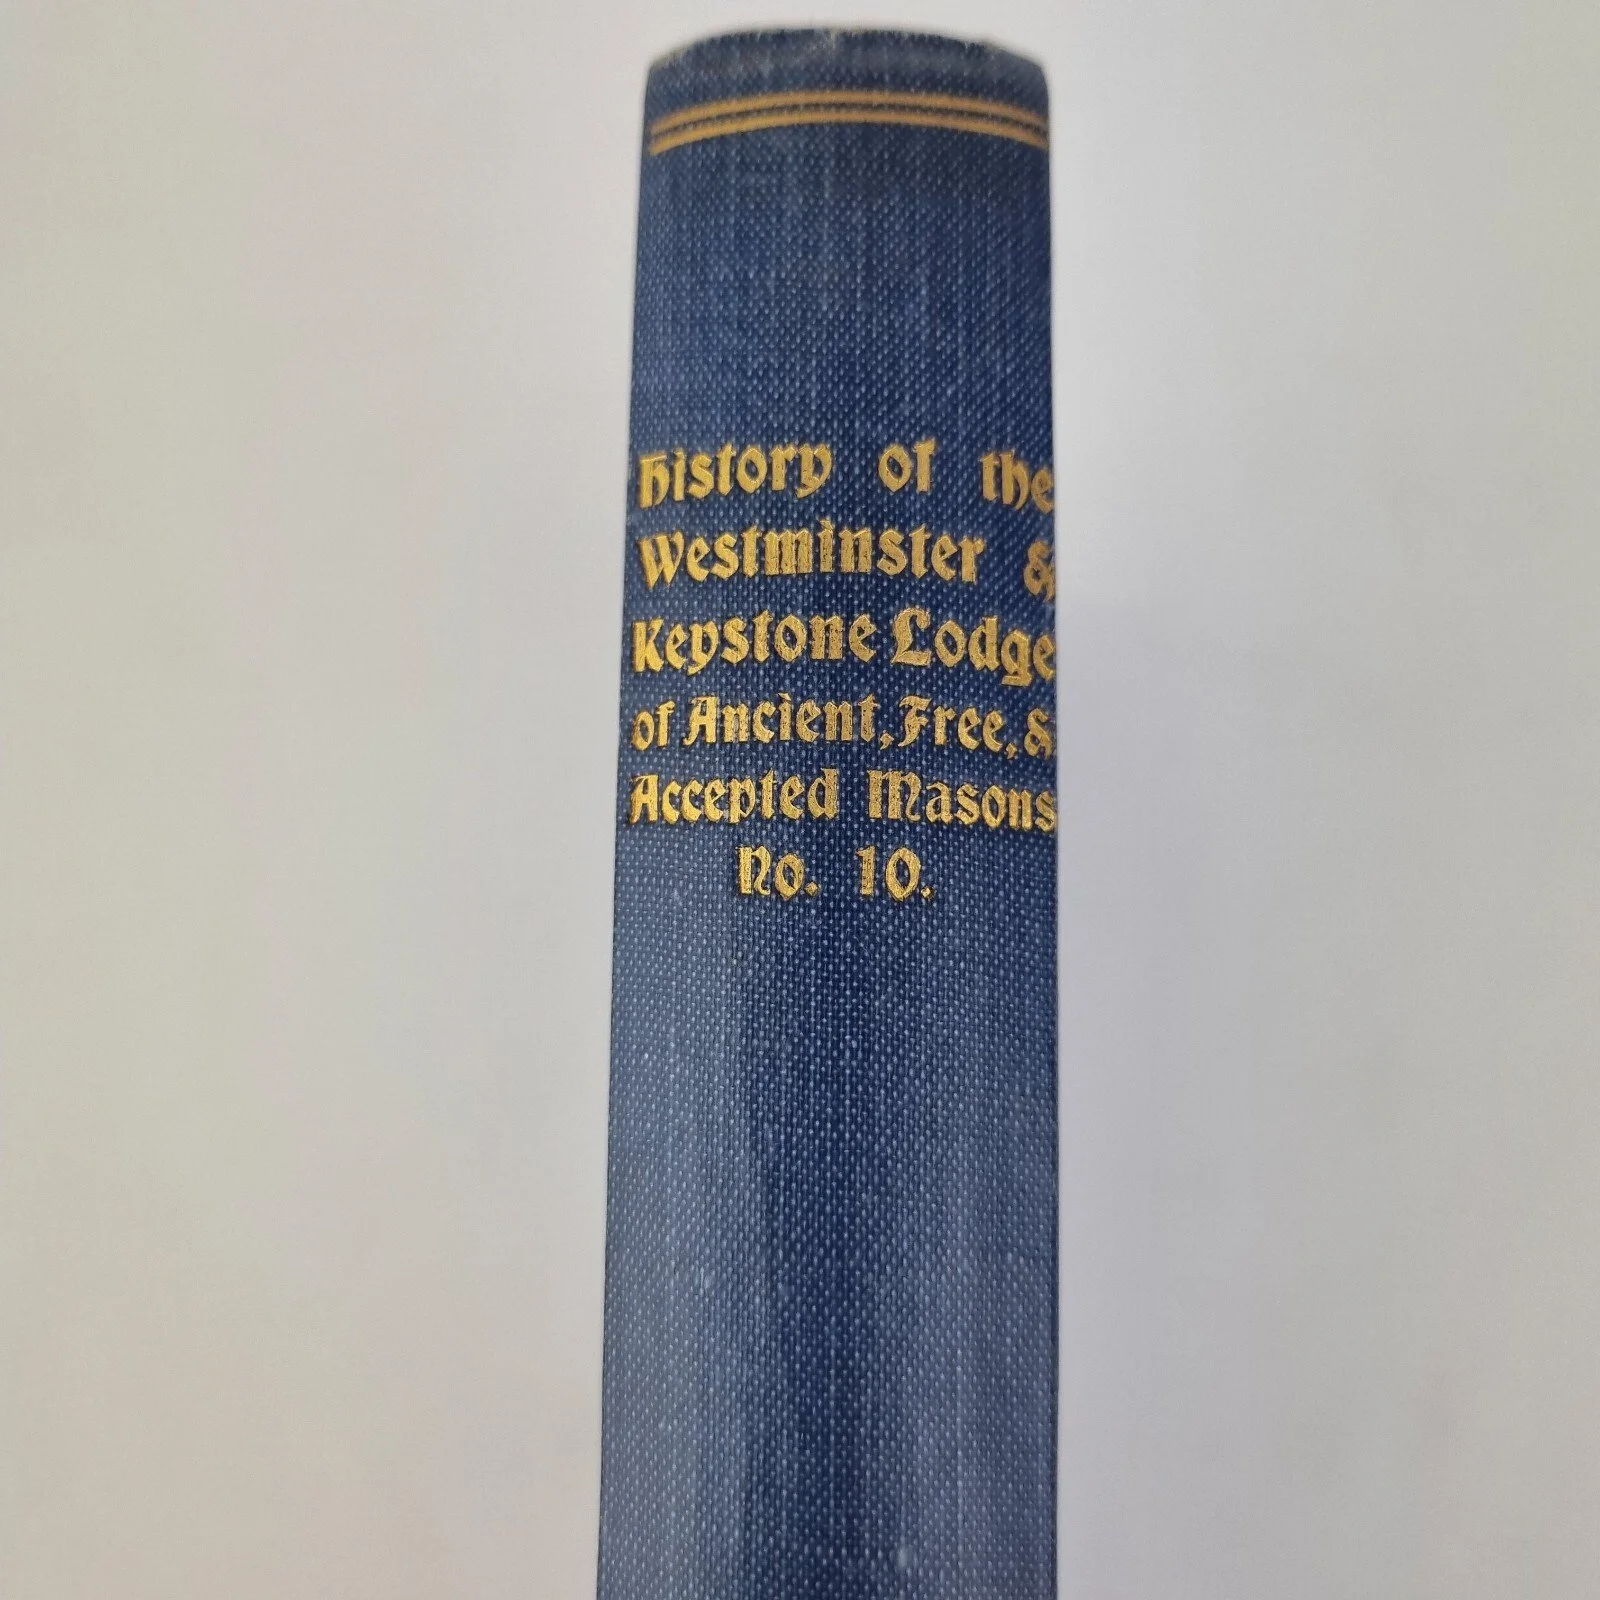 History of the
Westminster &
Keystone Lodge
of Ancient, Free, &
Accepted Masons
No. 10.